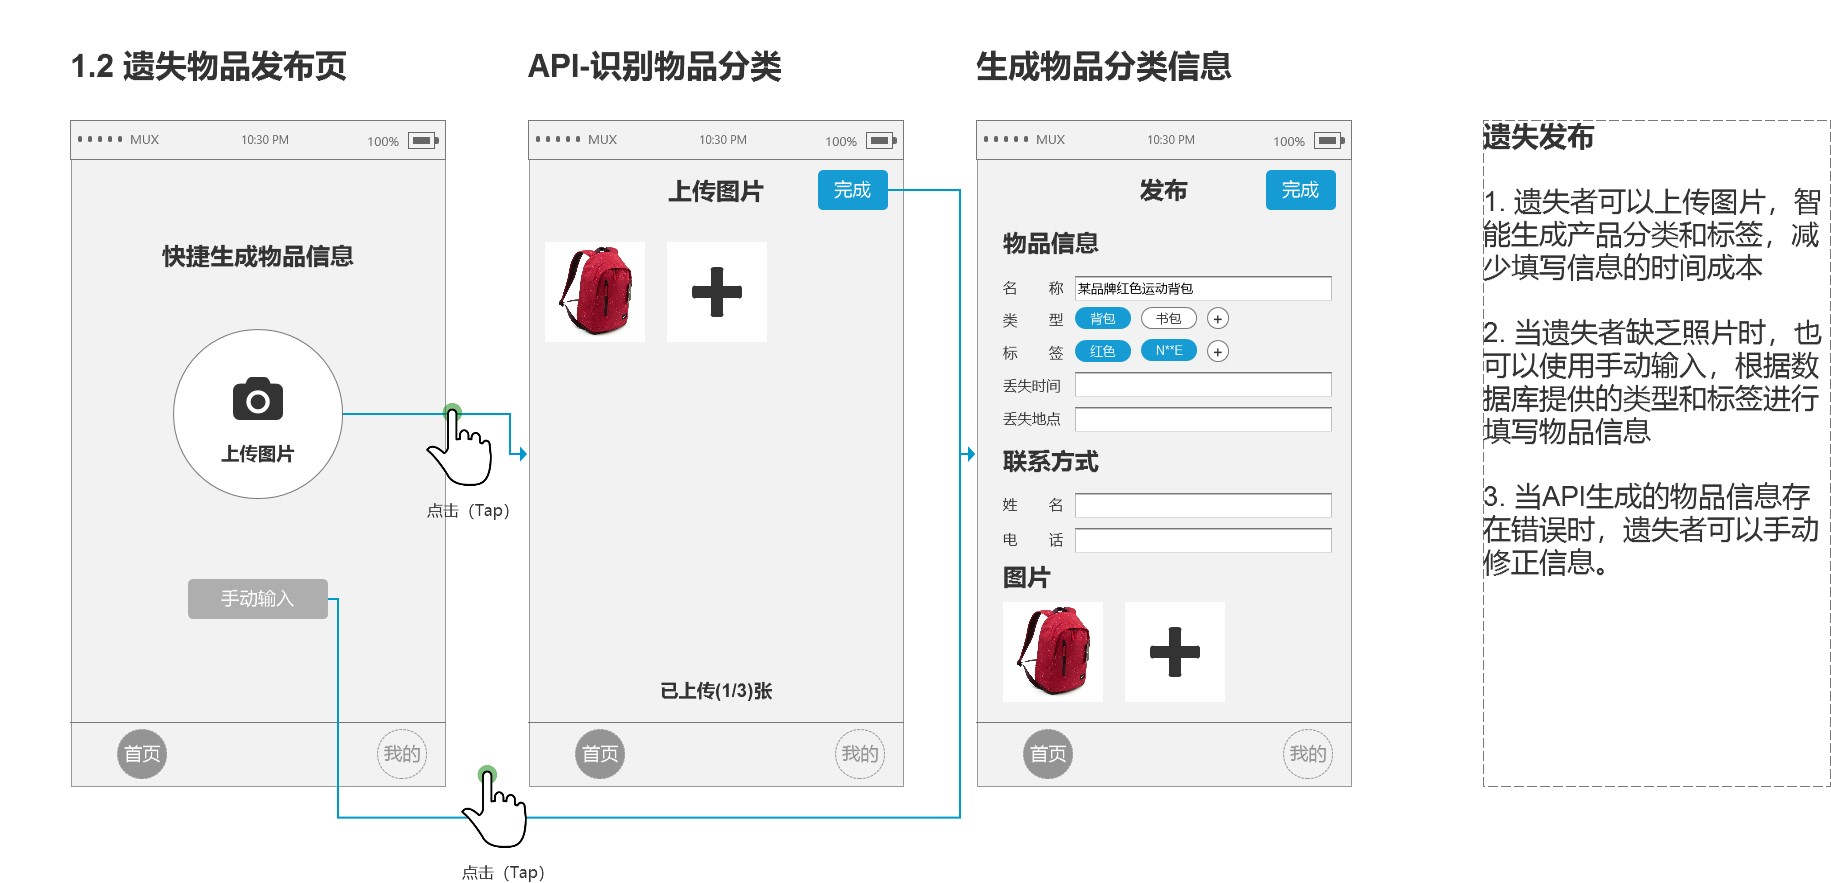 1.2 遗失物品发布页
API-识别物品分类
生成物品分类信息
MUX 10:30 PM 100%
快捷生成物品信息
上传图片
点击（Tap）
手动输入
首页 我的
点击（Tap）
MUX 10:30 PM 100%
上传图片 完成
已上传(1/3)张
首页 我的
MUX 10:30 PM 100%
发布 完成
物品信息
名 称 某品牌红色运动背包
类 型 背包 书包 +
标 签 红色 N**E +
丢失时间
丢失地点
联系方式
姓 名
电 话
图片
首页 我的
遗失发布
1. 遗失者可以上传图片，智
能生成产品分类和标签，减
少填写信息的时间成本
2. 当遗失者缺乏照片时，也
可以使用手动输入，根据数
据库提供的类型和标签进行
填写物品信息
3. 当API生成的物品信息存
在错误时，遗失者可以手动
修正信息。